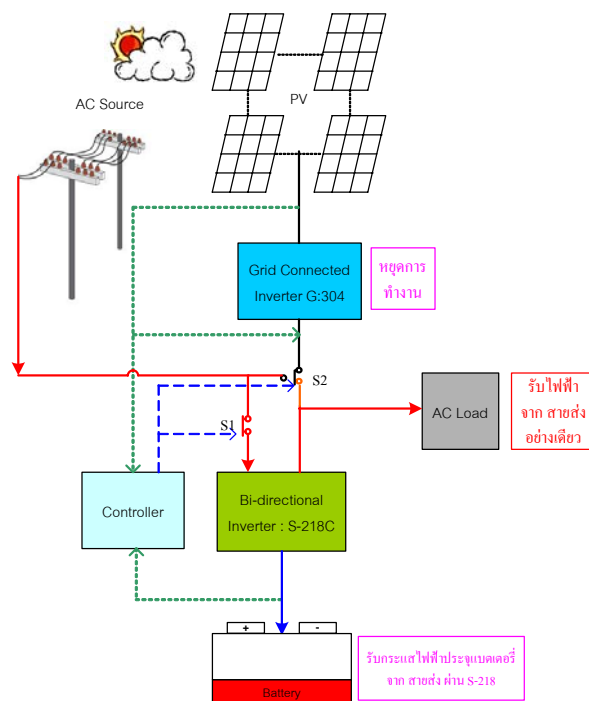 AC Source
PV
Grid Connected
Inverter G:304
หยุดการ
ทำงาน
S2
S1
AC Load
รับไฟฟ้า
จาก สายส่ง
อย่างเดียว
Controller
Bi-directional
Inverter : S-218C
+ -
Battery
รับกระแสไฟฟ้าประจุแบตเตอรี่
จาก สายส่ง ผ่าน S-218